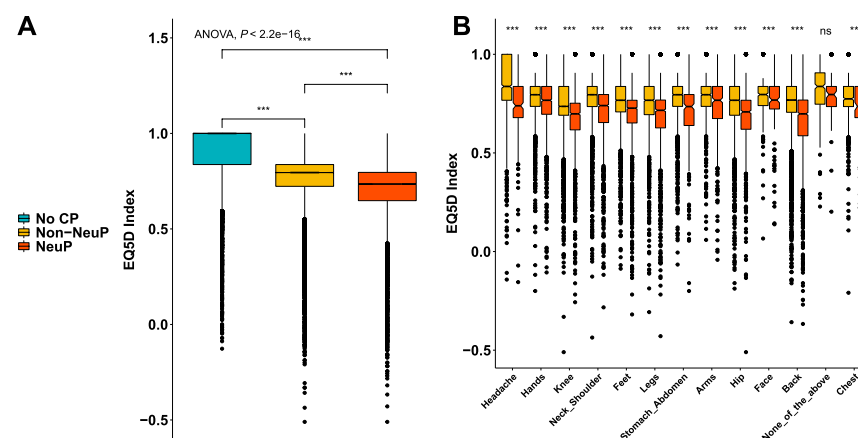 A
B
ANOVA, P < 2.2e−16
***
***
***
EQ5D Index
1.5
1.0
0.5
0.0
−0.5
No CP
Non−NeuP
NeuP
*** *** *** *** *** *** *** *** *** *** *** ns **
EQ5D Index
1.0
0.5
0.0
−0.5
Headache
Hands
Knee
Neck_Shoulder
Feet
Legs
Stomach_Abdomen
Arms
Hip
Face
Back
None_of_the_above
Chest